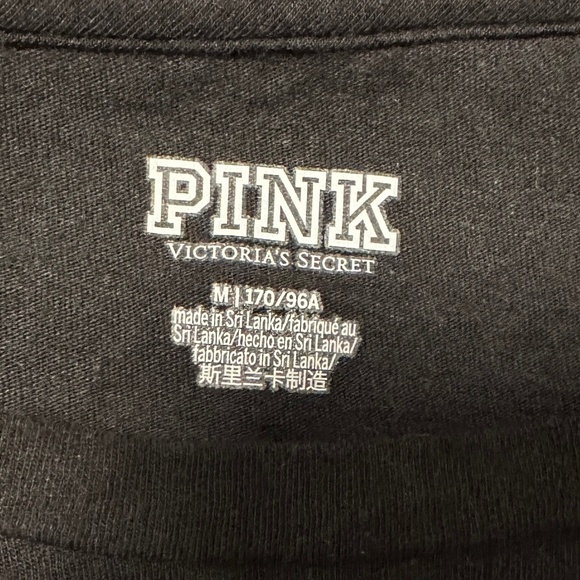 PINK
VICTORIA'S SECRET
M | 170/96A
made in Sri Lanka/fabriqué au
Sri Lanka/hecho en Sri Lanka/
fabbricato in Sri Lanka/
斯里兰卡制造